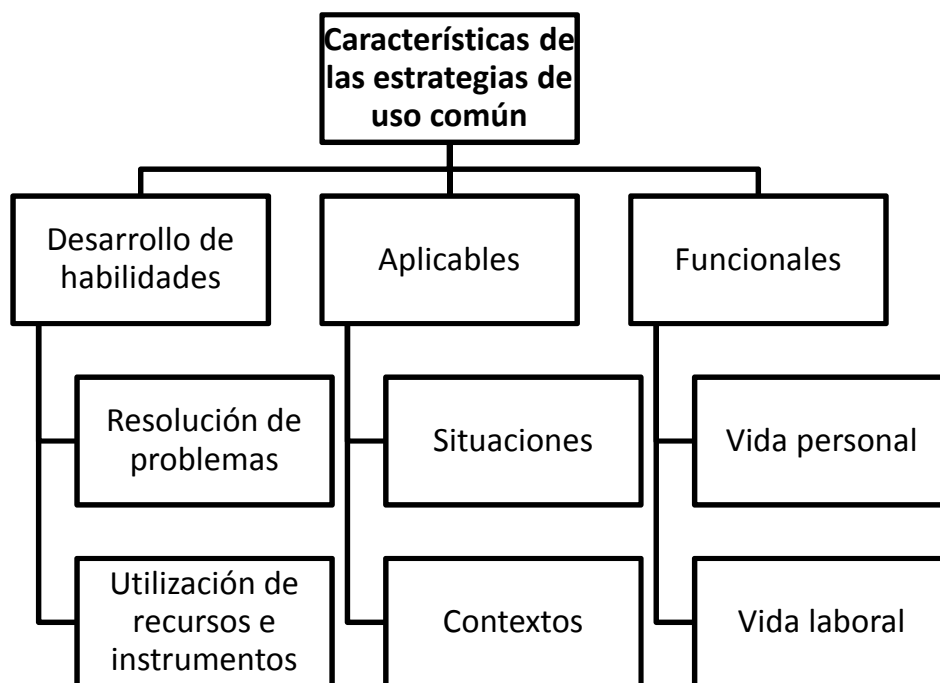 Características de
las estrategias de
uso común
Desarrollo de
habilidades
Aplicables
Funcionales
Resolución de
problemas
Situaciones
Vida personal
Utilización de
recursos e
instrumentos
Contextos
Vida laboral